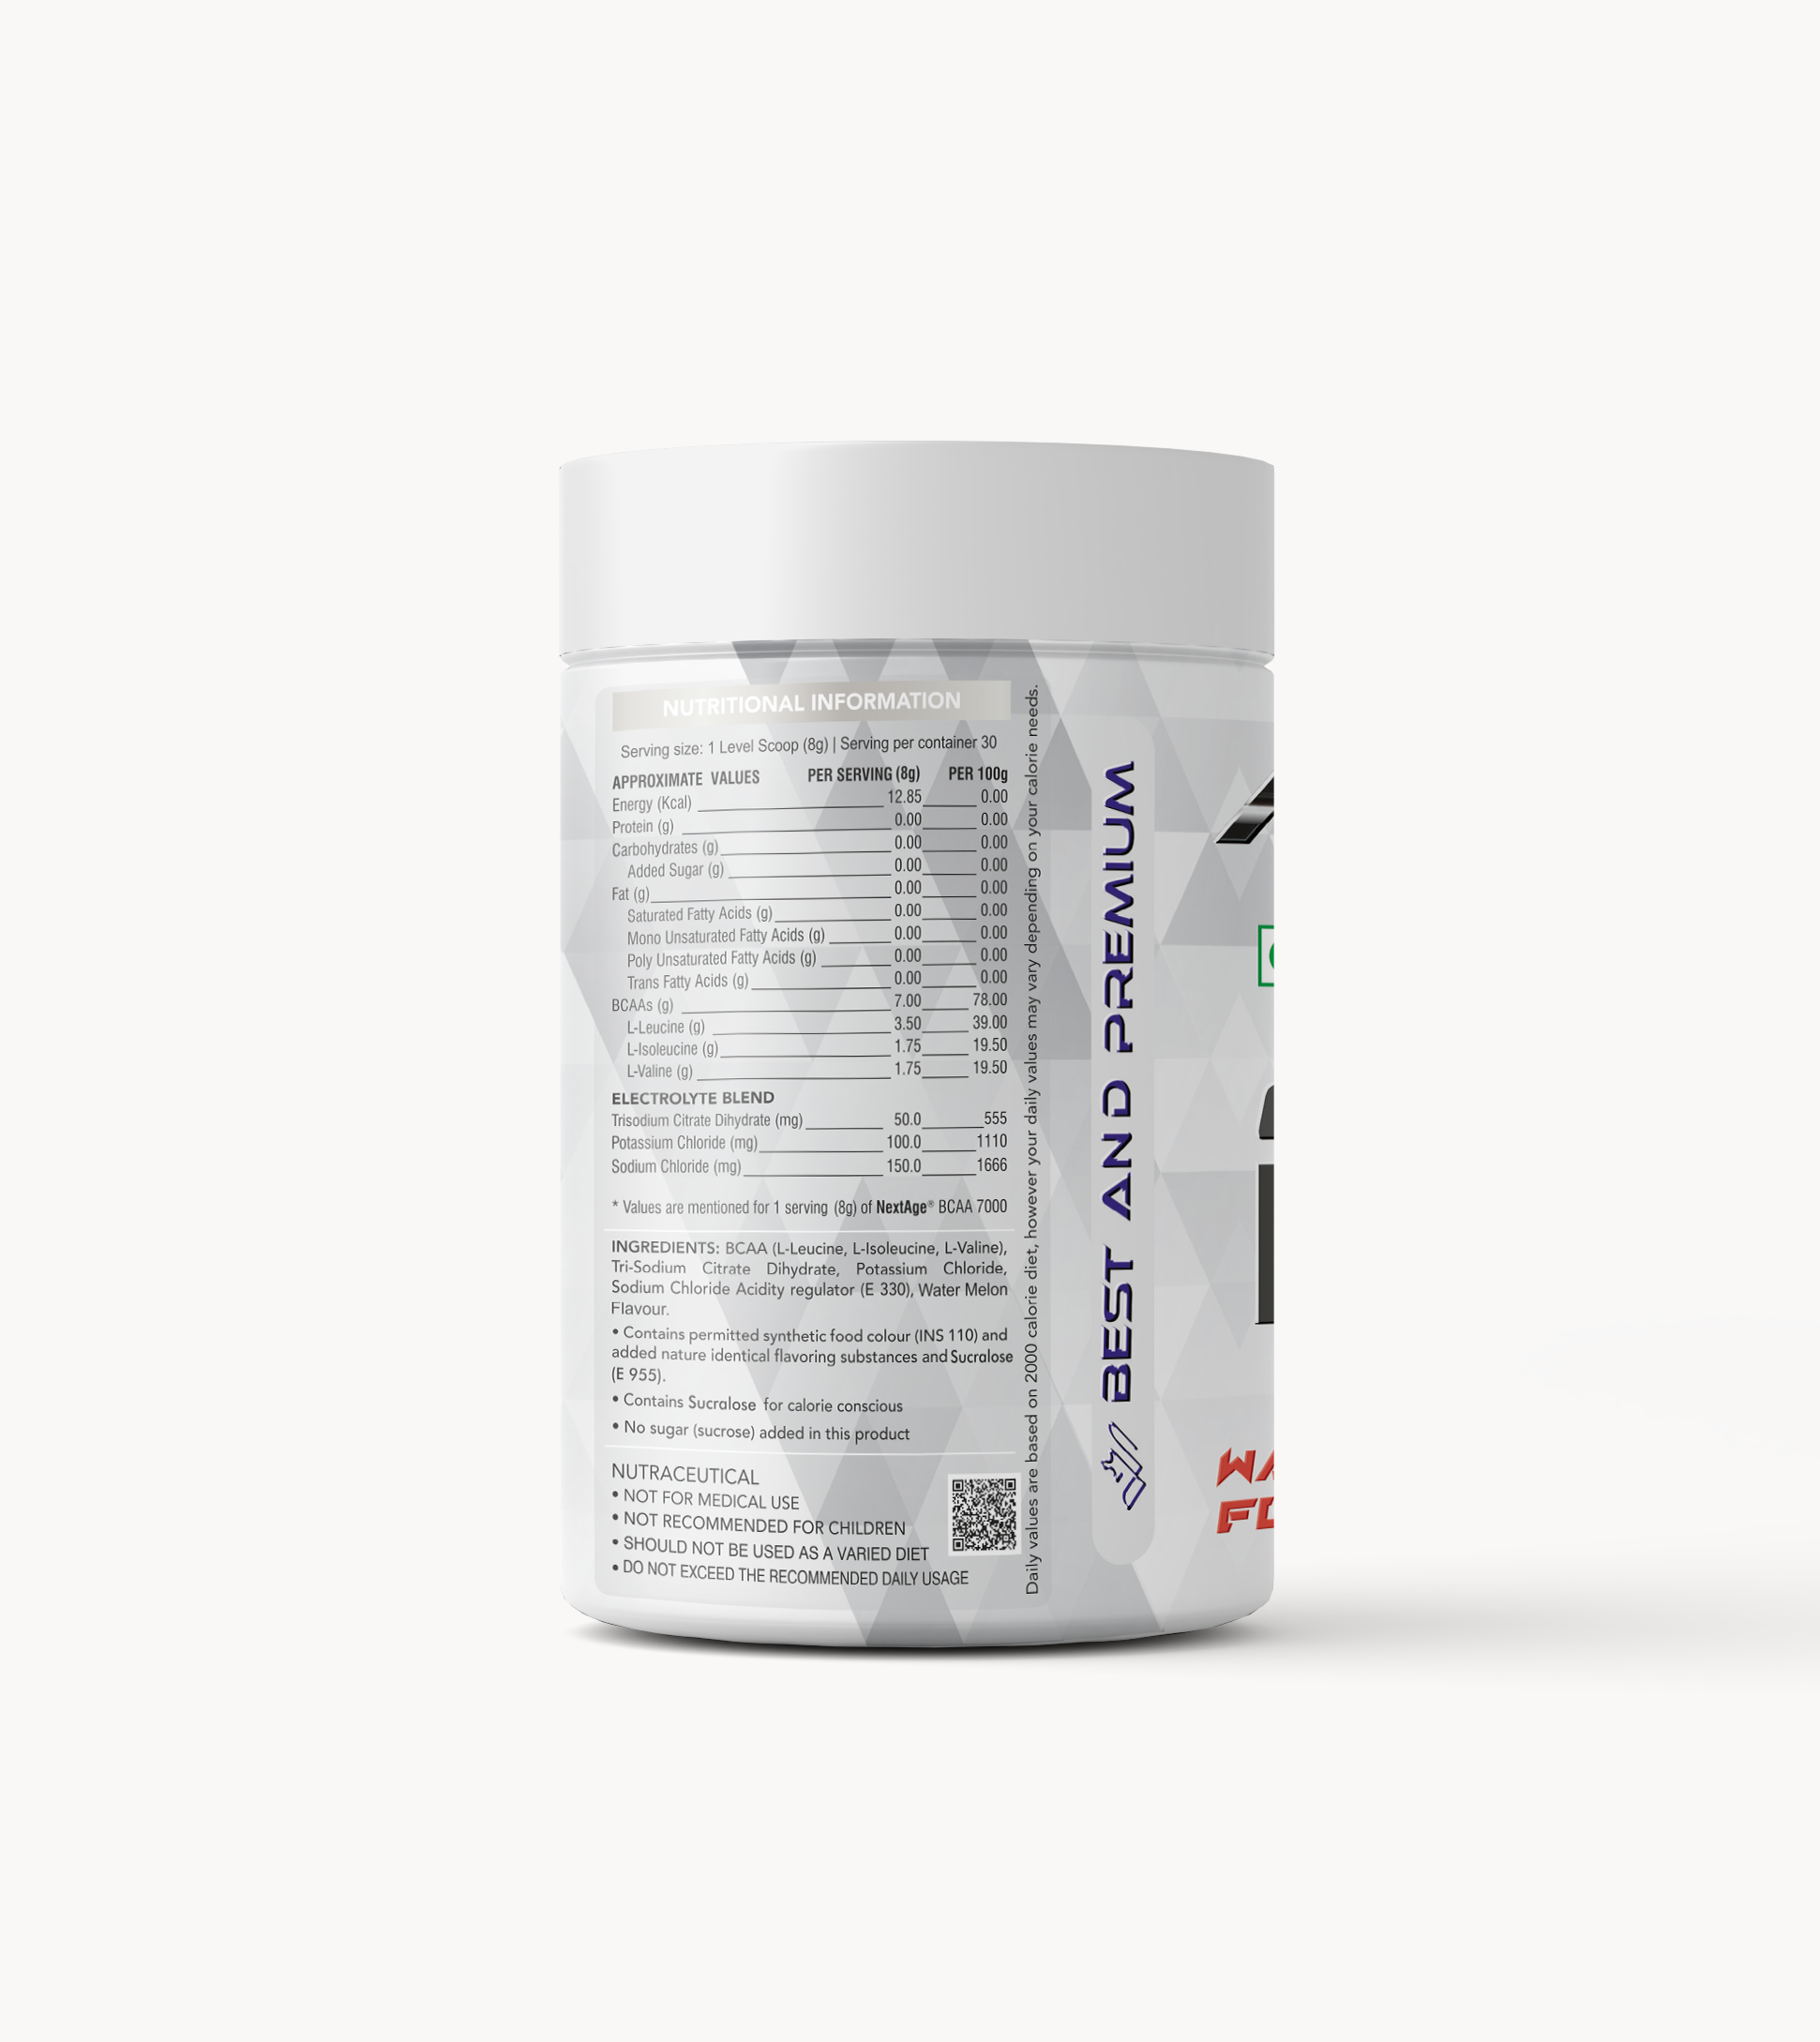 NUTRITIONAL INFORMATION
Serving size: 1 Level Scoop (8g) | Serving per container 30
APPROXIMATE VALUES PER SERVING (8g) PER 100g
Energy (Kcal) 12.85 0.00
Protein (g) 0.00 0.00
Carbohydrates (g) 0.00 0.00
Added Sugar (g) 0.00 0.00
Fat (g) 0.00 0.00
Saturated Fatty Acids (g) 0.00 0.00
Mono Unsaturated Fatty Acids (g) 0.00 0.00
Poly Unsaturated Fatty Acids (g) 0.00 0.00
Trans Fatty Acids (g) 0.00 0.00
BCAAs (g) 7.00 78.00
L-Leucine (g) 3.50 39.00
L-Isoleucine (g) 1.75 19.50
L-Valine (g) 1.75 19.50
ELECTROLYTE BLEND
Trisodium Citrate Dihydrate (mg) 50.0 555
Potassium Chloride (mg) 100.0 1110
Sodium Chloride (mg) 150.0 1666
* Values are mentioned for 1 serving (8g) of NextAge® BCAA 7000
INGREDIENTS: BCAA (L-Leucine, L-Isoleucine, L-Valine),
Tri-Sodium Citrate Dihydrate, Potassium Chloride,
Sodium Chloride Acidity regulator (E 330), Water Melon
Flavour.
• Contains permitted synthetic food colour (INS 110) and
added nature identical flavoring substances and Sucralose
(E 955).
• Contains Sucralose for calorie conscious
• No sugar (sucrose) added in this product
NUTRACEUTICAL
• NOT FOR MEDICAL USE
• NOT RECOMMENDED FOR CHILDREN
• SHOULD NOT BE USED AS A VARIED DIET
• DO NOT EXCEED THE RECOMMENDED DAILY USAGE
Daily values are based on 2000 calorie diet, however your daily values may vary depending on your calorie needs.
BEST AND PREMIUM